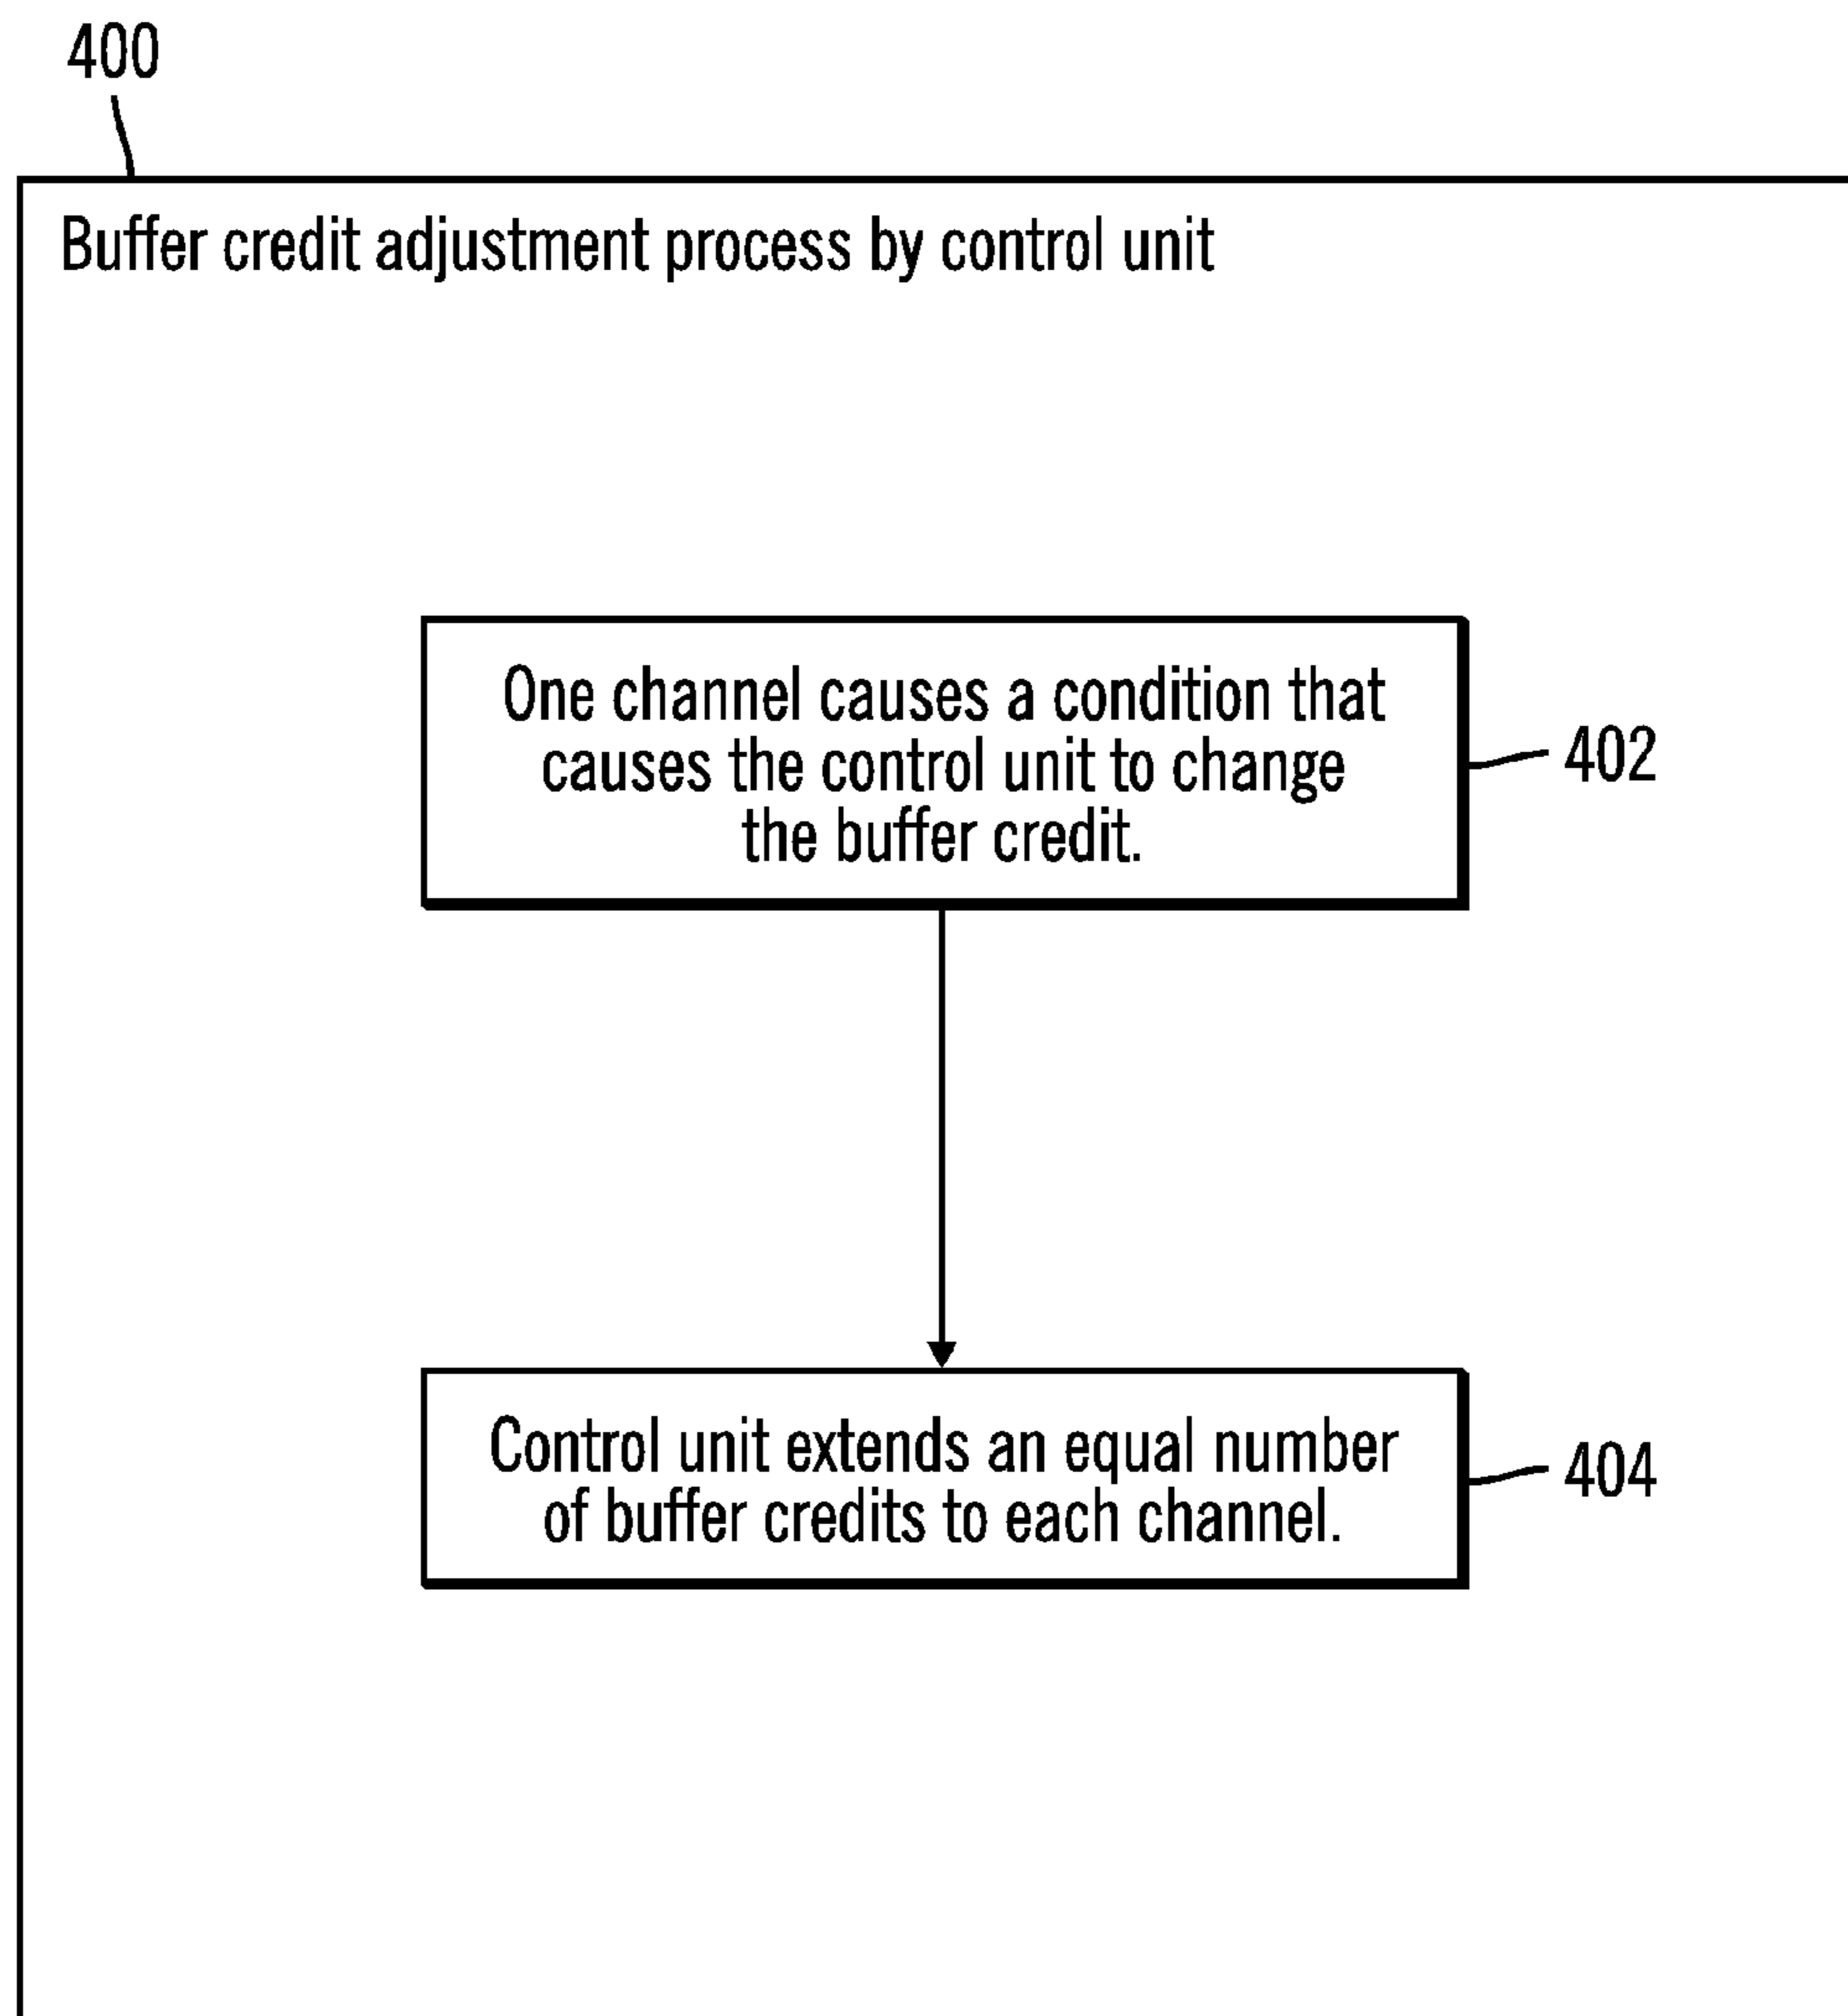 400
Buffer credit adjustment process by control unit
One channel causes a condition that
causes the control unit to change
the buffer credit.
402
Control unit extends an equal number
of buffer credits to each channel.
404